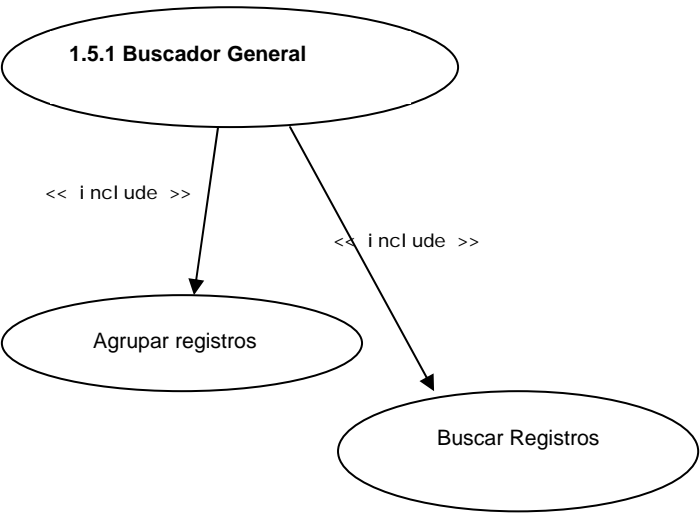 1.5.1 Buscador General
<< include >>
<< include >>
Agrupar registros
Buscar Registros